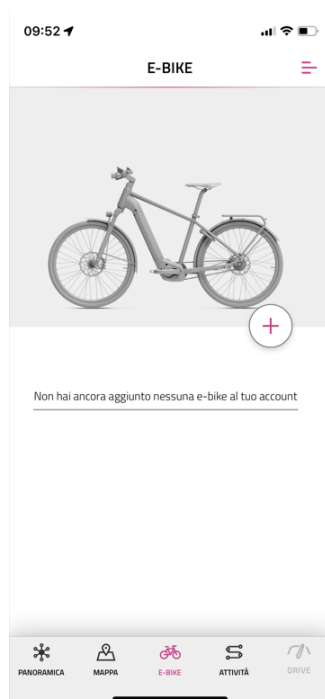 09:52
E-BIKE
Non hai ancora aggiunto nessuna e-bike al tuo account
PANORAMICA MAPPA E-BIKE ATTIVITÀ DRIVE